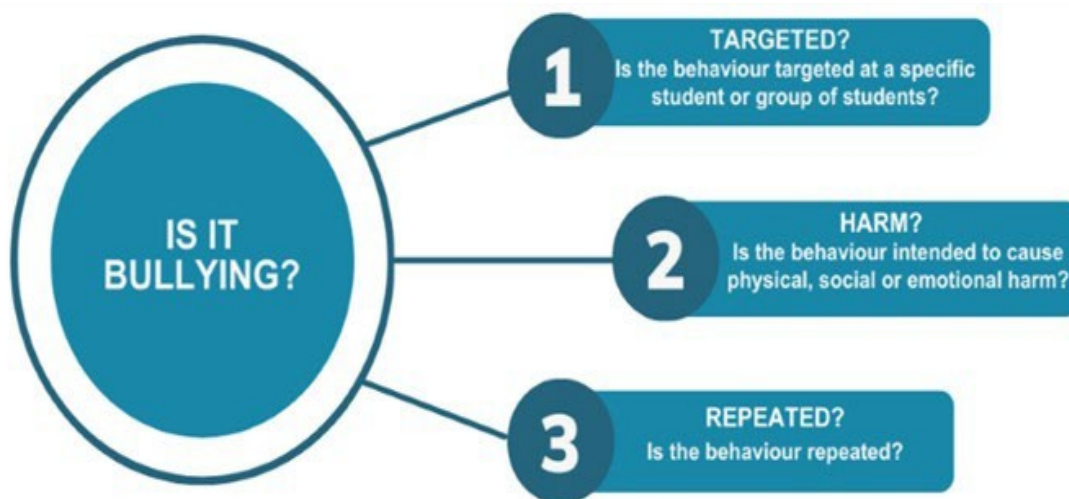 IS IT
BULLYING?
1
TARGETED?
Is the behaviour targeted at a specific
student or group of students?
2
HARM?
Is the behaviour intended to cause
physical, social or emotional harm?
3
REPEATED?
Is the behaviour repeated?